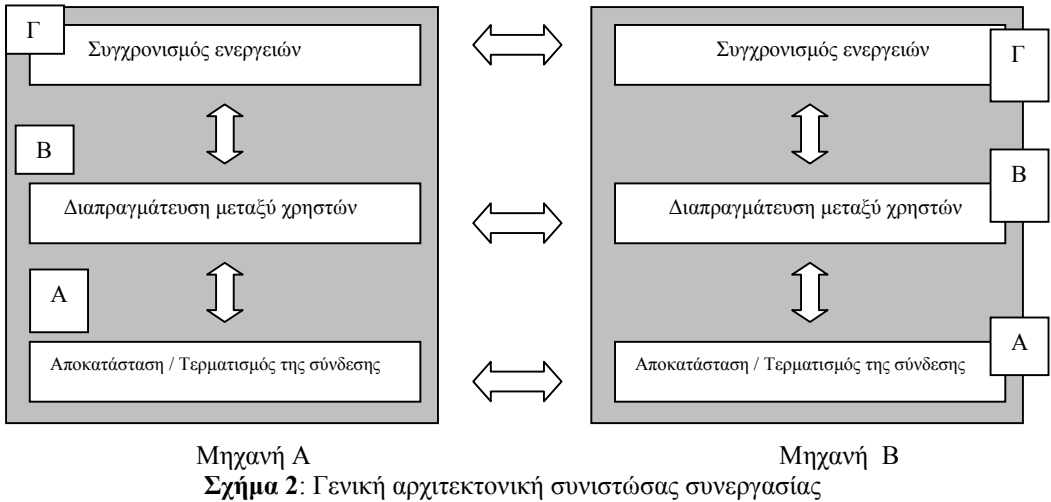 Γ
Συγχρονισμός ενεργειών
Β
Διαπραγμάτευση μεταξύ χρηστών
Α
Αποκατάσταση / Τερματισμός της σύνδεσης
Συγχρονισμός ενεργειών
Γ
Διαπραγμάτευση μεταξύ χρηστών
Β
Αποκατάσταση / Τερματισμός της σύνδεσης
Α
Μηχανή Α
Μηχανή Β
Σχήμα 2: Γενική αρχιτεκτονική συνιστώσας συνεργασίας